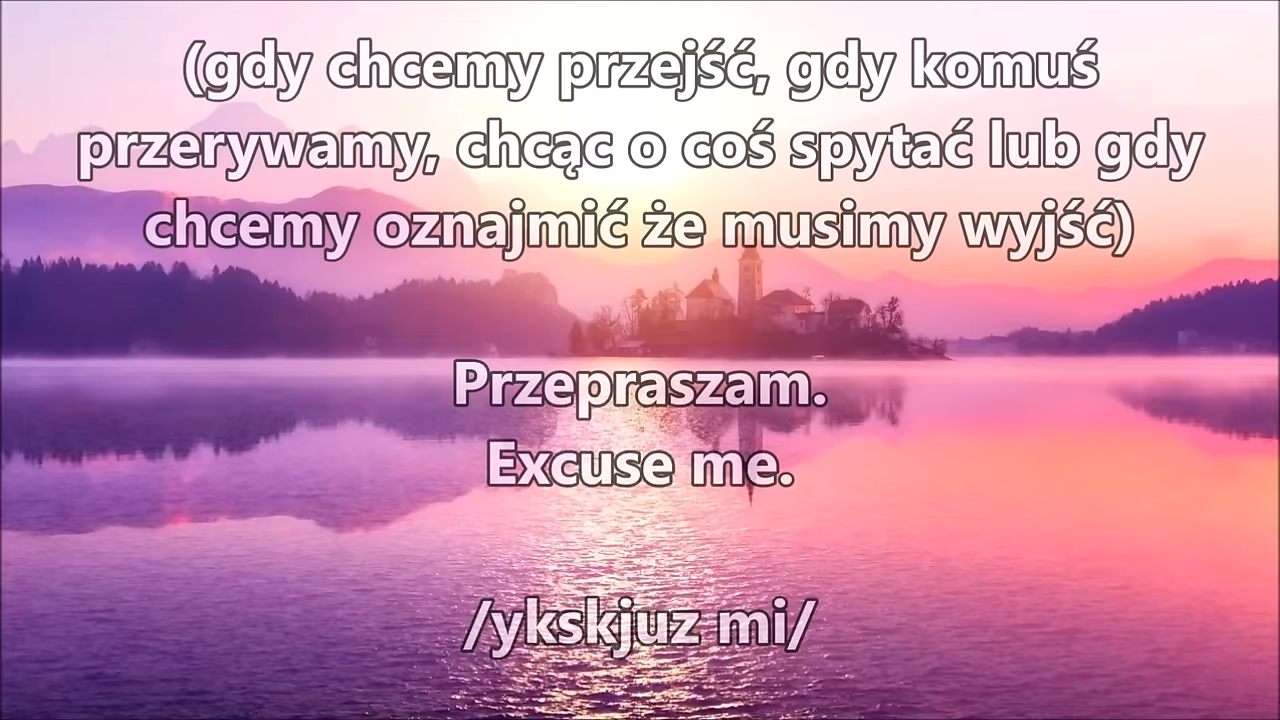 (gdy chcemy przejść, gdy komuś
przerywamy, chcąc o coś spytać lub gdy
chcemy oznajmić że musimy wyjść)
Przepraszam.
Excuse me.
/ykskjuz mi/